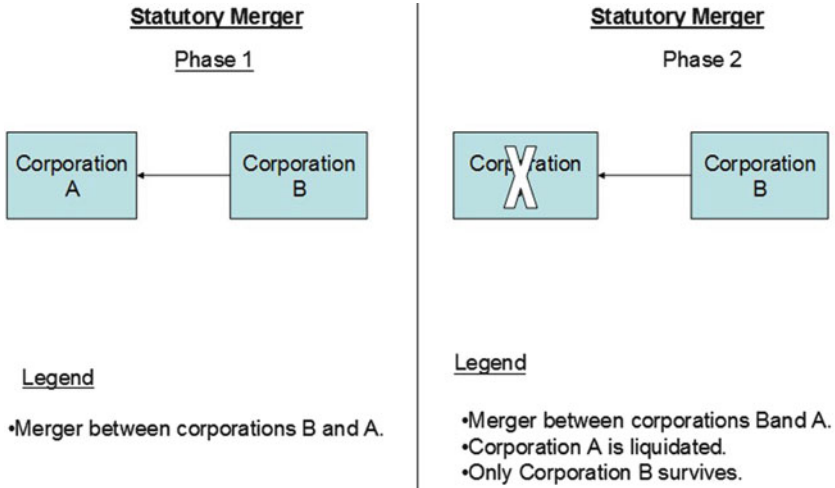 Statutory Merger
Phase 1
Corporation
A
Corporation
B
Legend
•Merger between corporations B and A.
Statutory Merger
Phase 2
Corporation
X
Corporation
B
Legend
•Merger between corporations Band A.
•Corporation A is liquidated.
•Only Corporation B survives.